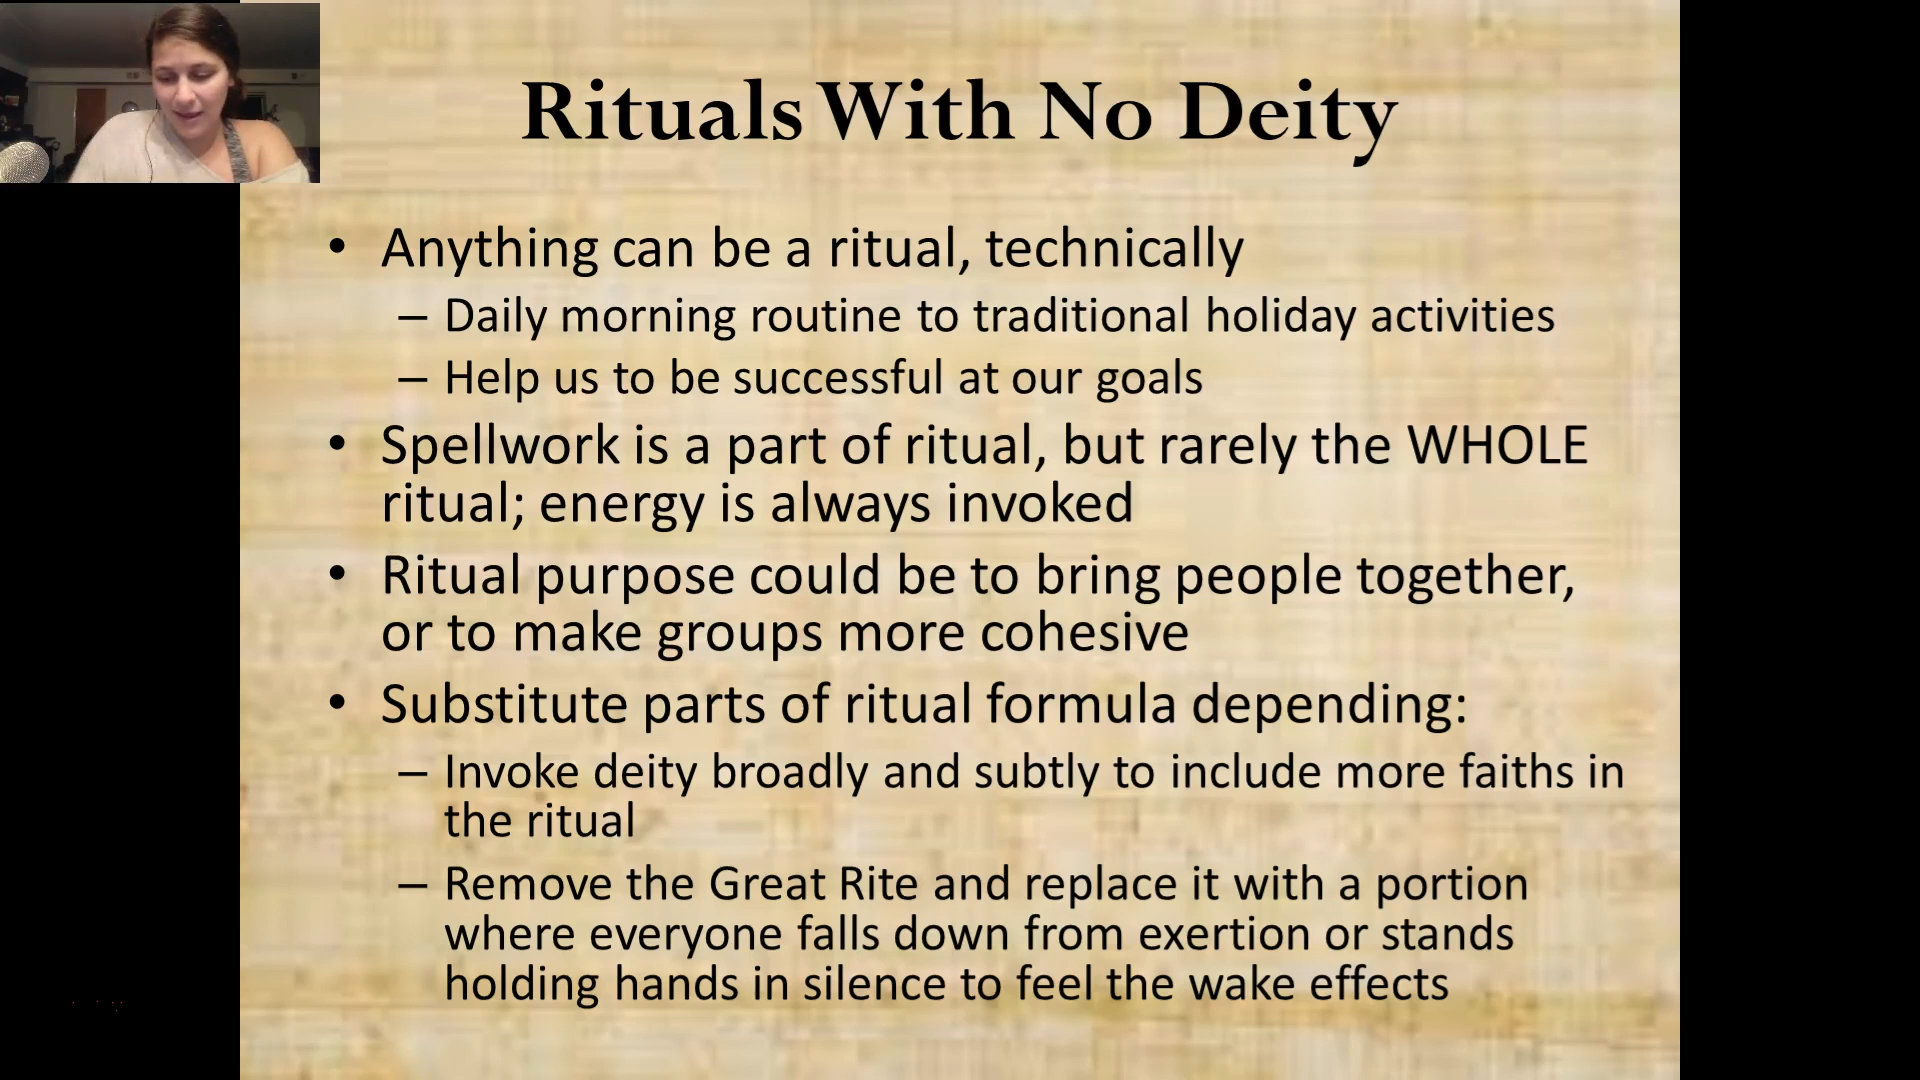 Rituals With No Deity
• Anything can be a ritual, technically
– Daily morning routine to traditional holiday activities
– Help us to be successful at our goals
• Spellwork is a part of ritual, but rarely the WHOLE
ritual; energy is always invoked
• Ritual purpose could be to bring people together,
or to make groups more cohesive
• Substitute parts of ritual formula depending:
– Invoke deity broadly and subtly to include more faiths in
the ritual
– Remove the Great Rite and replace it with a portion
where everyone falls down from exertion or stands
holding hands in silence to feel the wake effects